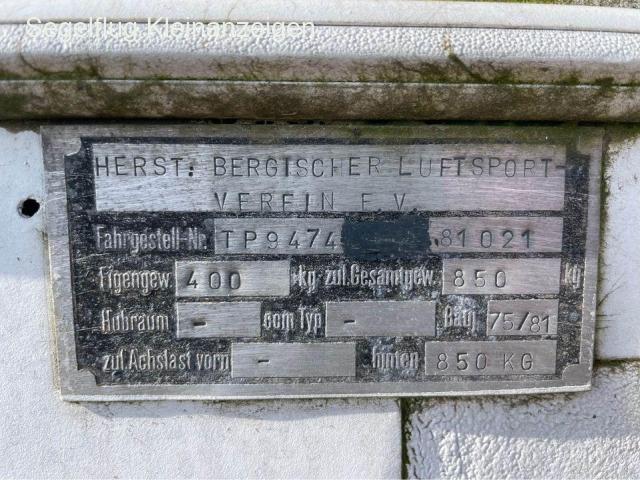 Segelflug Kleinanzeigen
HERST: BERGISCHER LUFTSPORT-
VEREIN E.V.
Fahrgestell-Nr. TP9474 81021
Eigengew. 400 kg zul. Gesamtgew. 850 kg
Hubraum - ccm Typ - Bauj. 75/81
zul Achslast vorn - hinten 850 KG